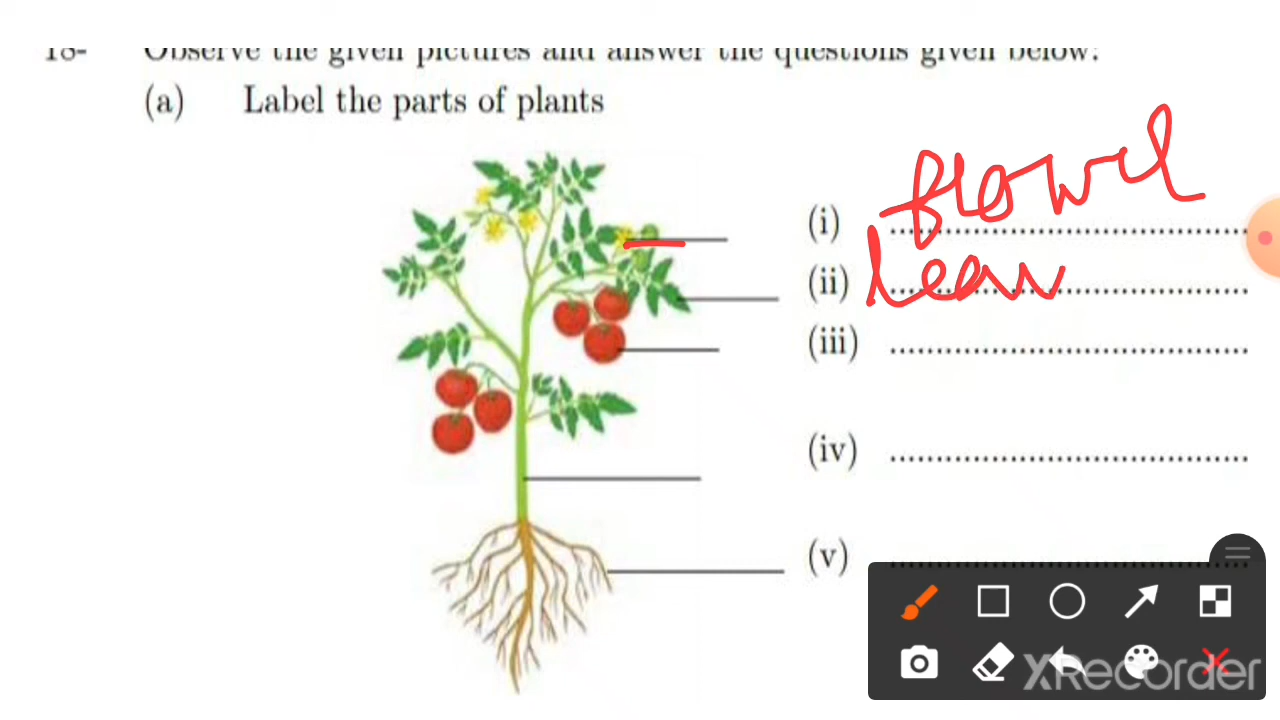 18- Observe the given pictures and answer the questions given below:
(a) Label the parts of plants
(i) ........................................ flower
(ii) ........................................
(iii) ........................................
(iv) ........................................
(v) ........................................
XRecorder